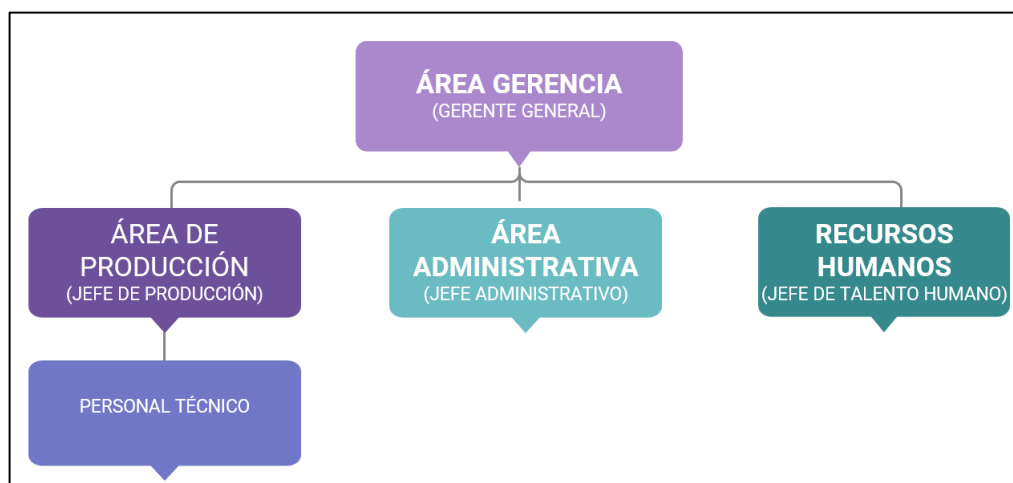 ÁREA GERENCIA
(GERENTE GENERAL)
ÁREA DE
PRODUCCIÓN
(JEFE DE PRODUCCIÓN)
ÁREA
ADMINISTRATIVA
(JEFE ADMINISTRATIVO)
RECURSOS
HUMANOS
(JEFE DE TALENTO HUMANO)
PERSONAL TÉCNICO